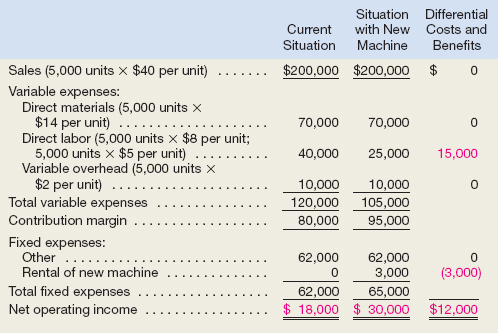 Current Situation
Situation with New Machine
Differential Costs and Benefits
Sales (5,000 units × $40 per unit) ....... $200,000 $200,000 $ 0
Variable expenses:
Direct materials (5,000 units ×
$14 per unit) .................... 70,000 70,000 0
Direct labor (5,000 units × $8 per unit;
5,000 units × $5 per unit) .......... 40,000 25,000 15,000
Variable overhead (5,000 units ×
$2 per unit) ..................... 10,000 10,000 0
Total variable expenses ............... 120,000 105,000
Contribution margin .................. 80,000 95,000
Fixed expenses:
Other ........................... 62,000 62,000 0
Rental of new machine ............. 0 3,000 (3,000)
Total fixed expenses ................. 62,000 65,000
Net operating income ................ $ 18,000 $ 30,000 $12,000